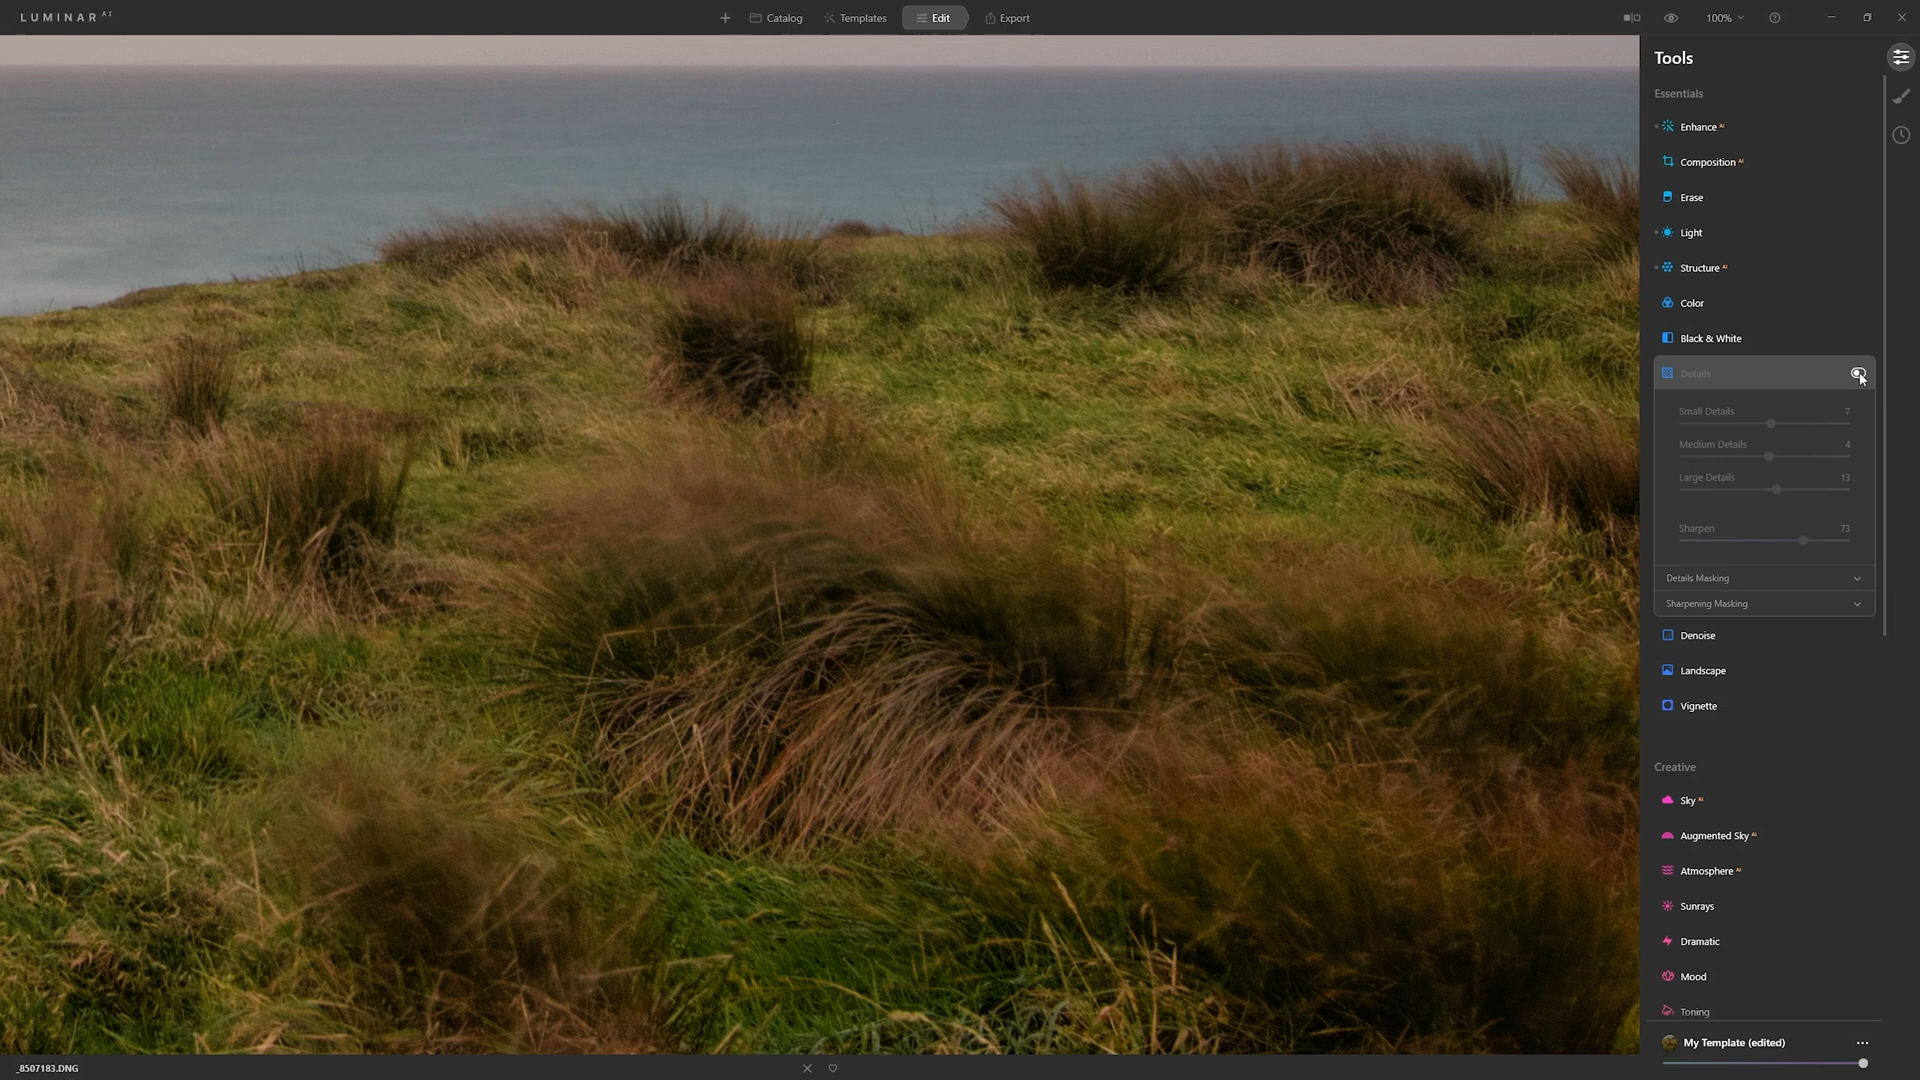 LUMINAR AI
Catalog
Templates
Edit
Export
100%
Tools
Essentials
Enhance AI
Composition AI
Erase
Light
Structure AI
Color
Black & White
Details
Small Details 7
Medium Details 4
Large Details 13
Sharpen 73
Details Masking
Sharpening Masking
Denoise
Landscape
Vignette
Creative
Sky AI
Augmented Sky AI
Atmosphere AI
Sunrays
Dramatic
Mood
Toning
My Template (edited)
_8507183.DNG